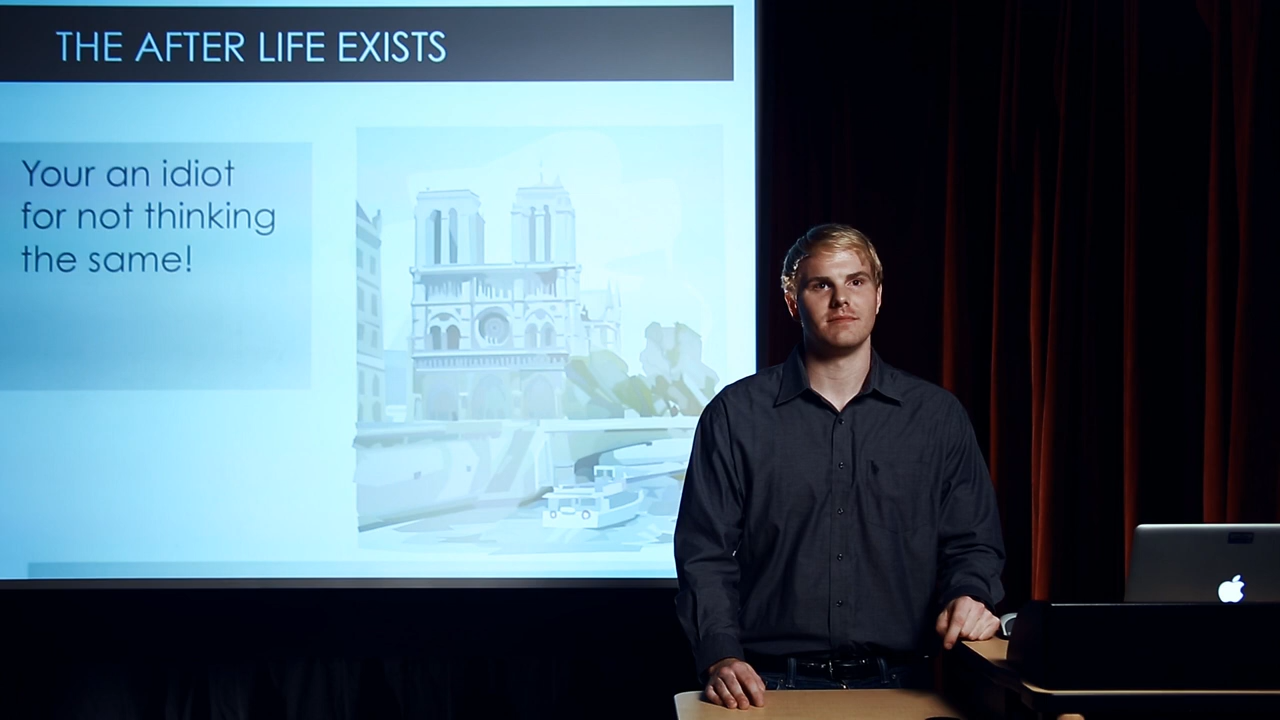 THE AFTER LIFE EXISTS
Your an idiot
for not thinking
the same!